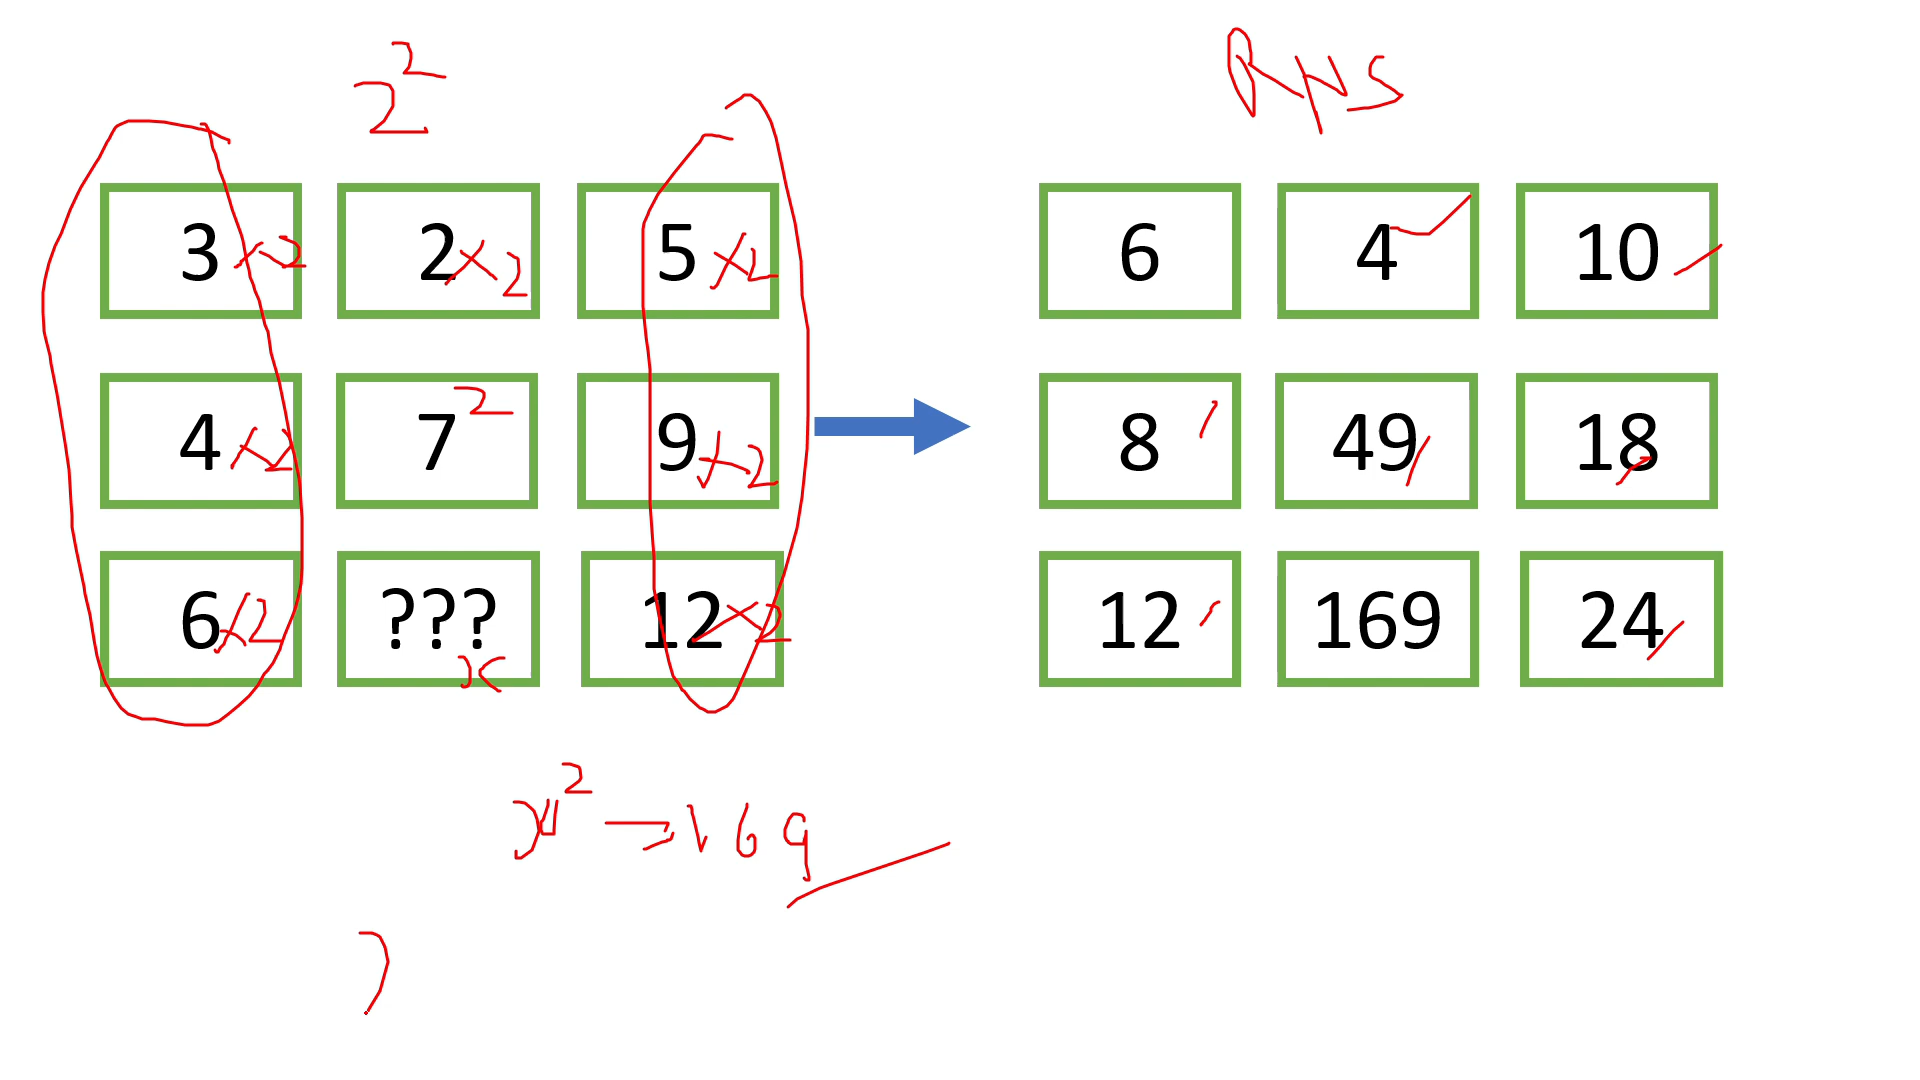 2²
3 ×2 2 ×2 5 ×2 6 4 10
4 ×2 7² 9 ×2 8 49 18
6 ×2 ??? x 12 ×2 12 169 24
x² → 169